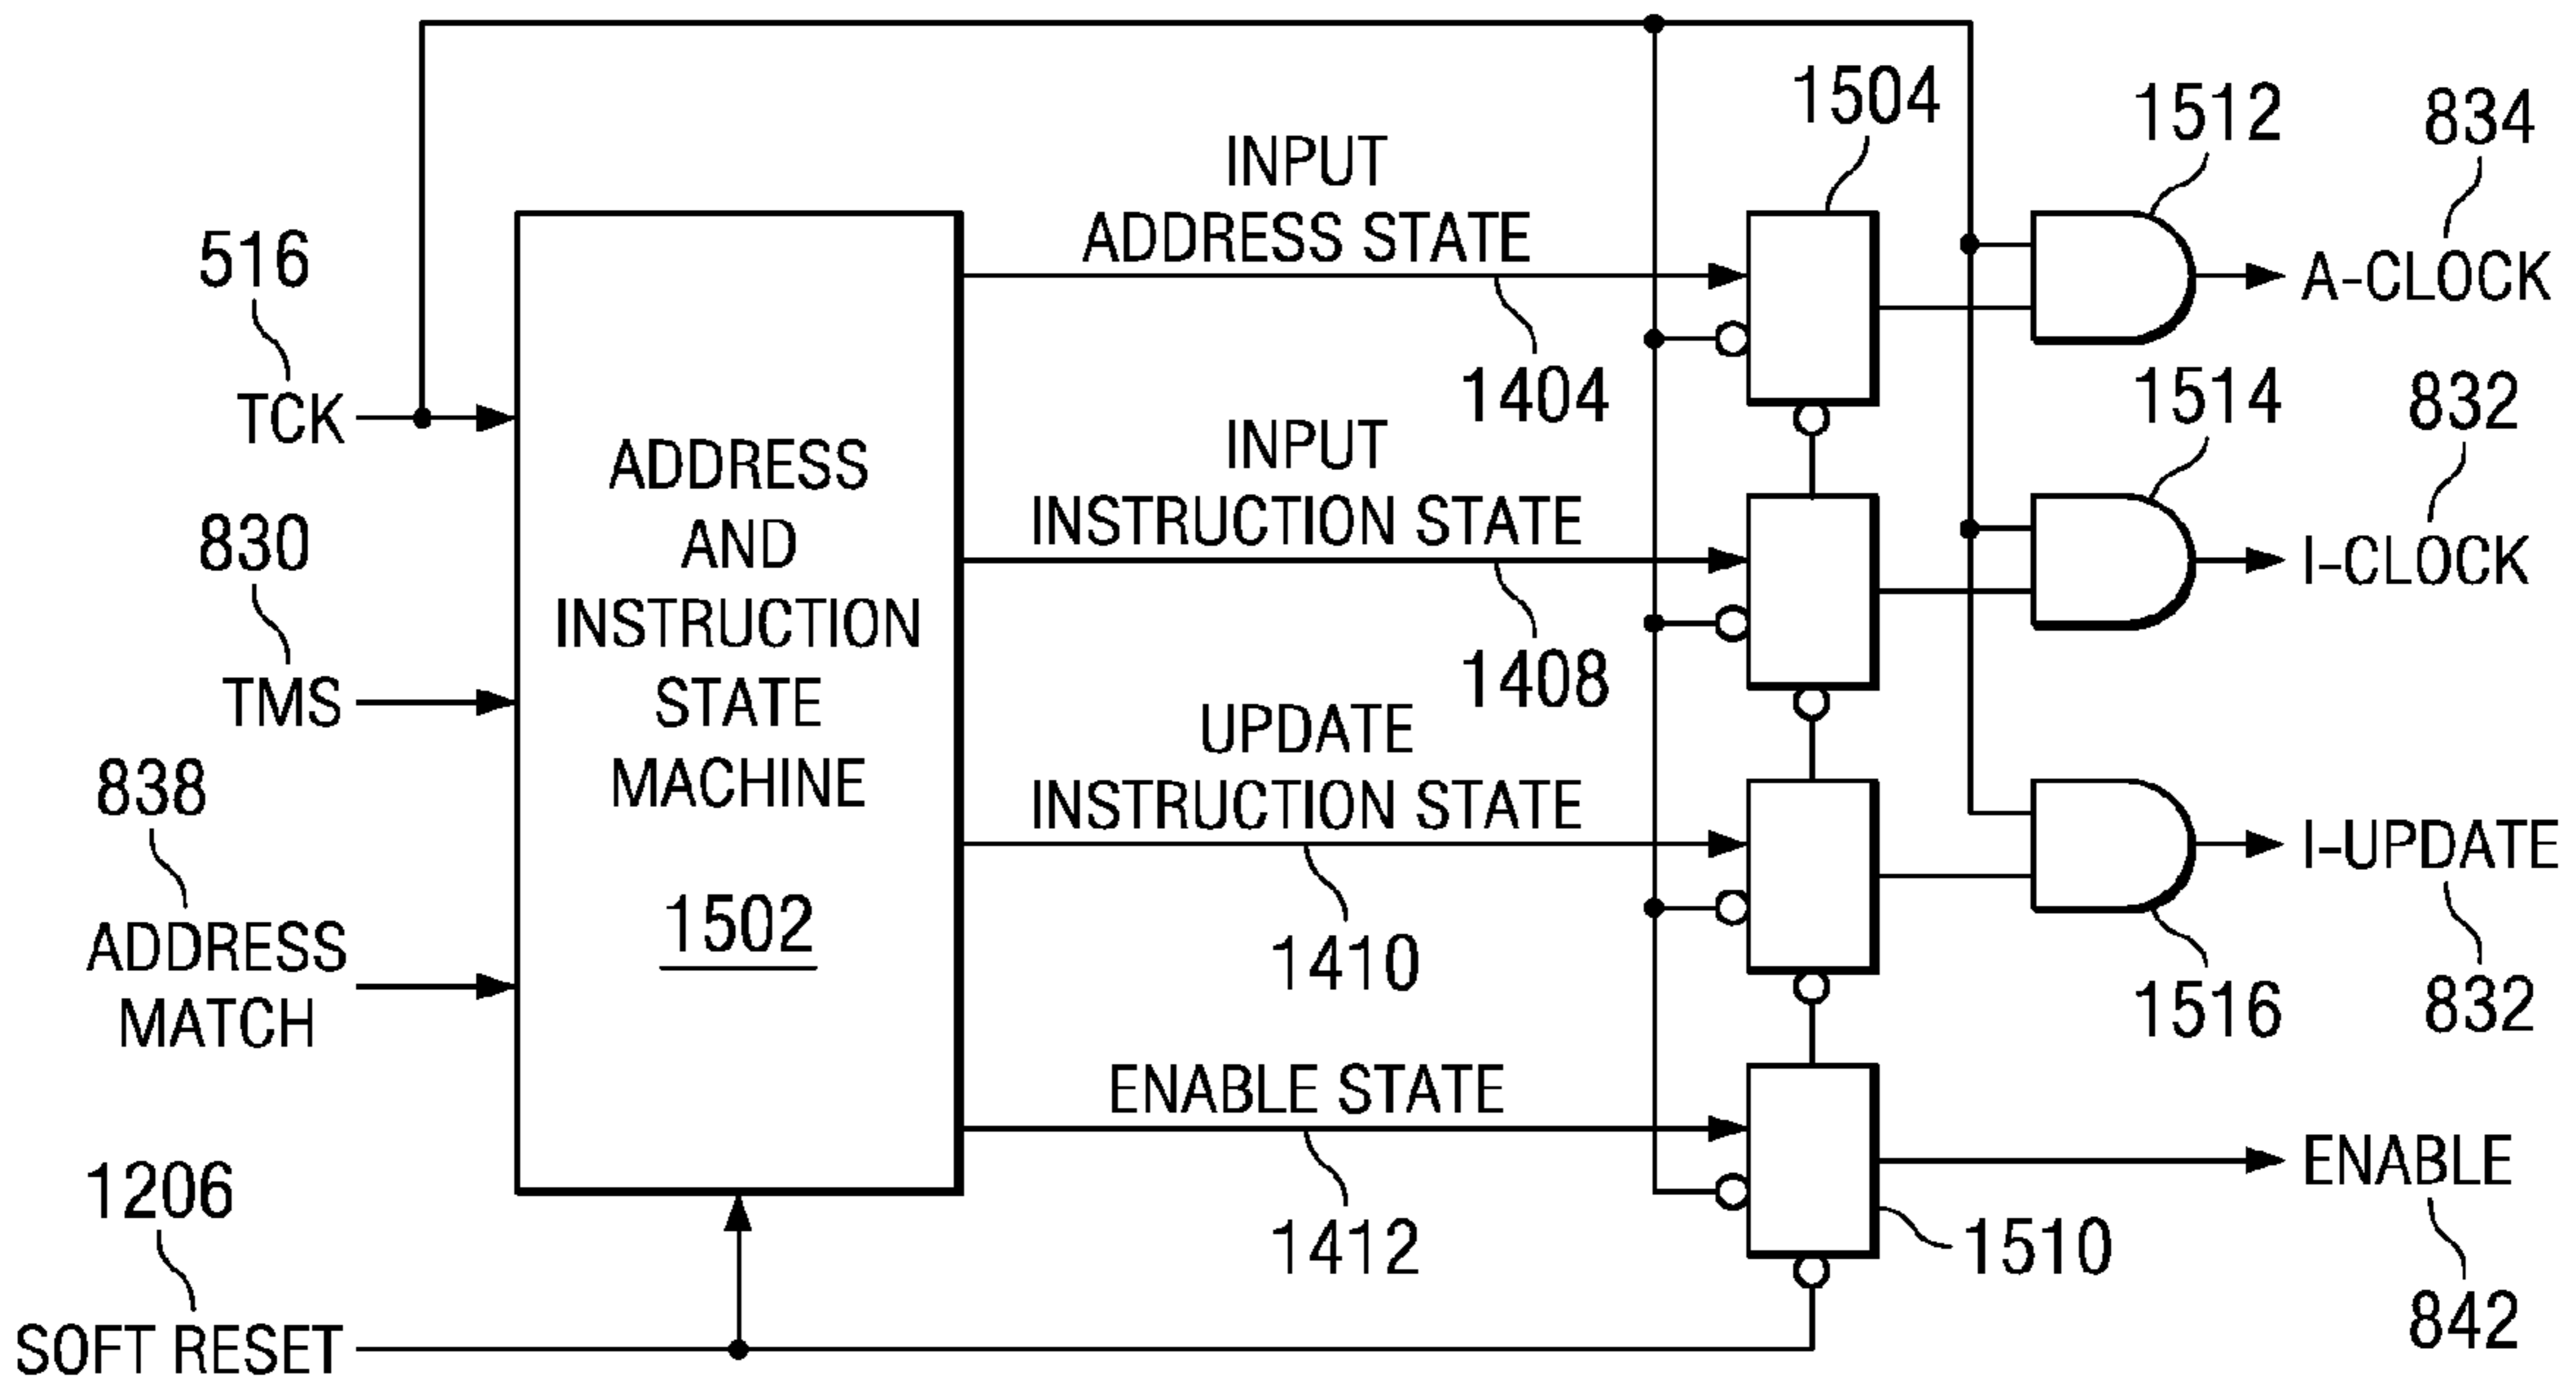 1504
1512
834
INPUT
ADDRESS STATE
516
A-CLOCK
1404
1514
832
TCK
INPUT
INSTRUCTION STATE
ADDRESS
AND
INSTRUCTION
STATE
MACHINE
1502
830
I-CLOCK
1408
TMS
UPDATE
INSTRUCTION STATE
838
I-UPDATE
ADDRESS
MATCH
1410
1516
832
ENABLE STATE
1206
ENABLE
1412
1510
842
SOFT RESET